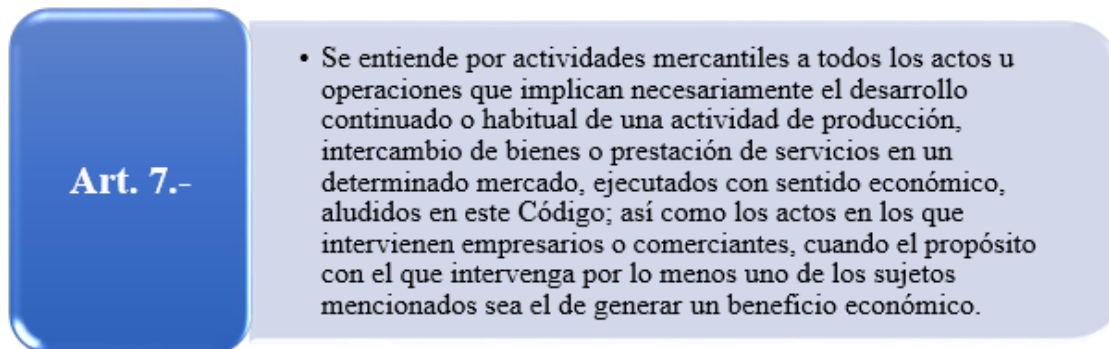 Art. 7.-
• Se entiende por actividades mercantiles a todos los actos u
operaciones que implican necesariamente el desarrollo
continuado o habitual de una actividad de producción,
intercambio de bienes o prestación de servicios en un
determinado mercado, ejecutados con sentido económico,
aludidos en este Código; así como los actos en los que
intervienen empresarios o comerciantes, cuando el propósito
con el que intervenga por lo menos uno de los sujetos
mencionados sea el de generar un beneficio económico.